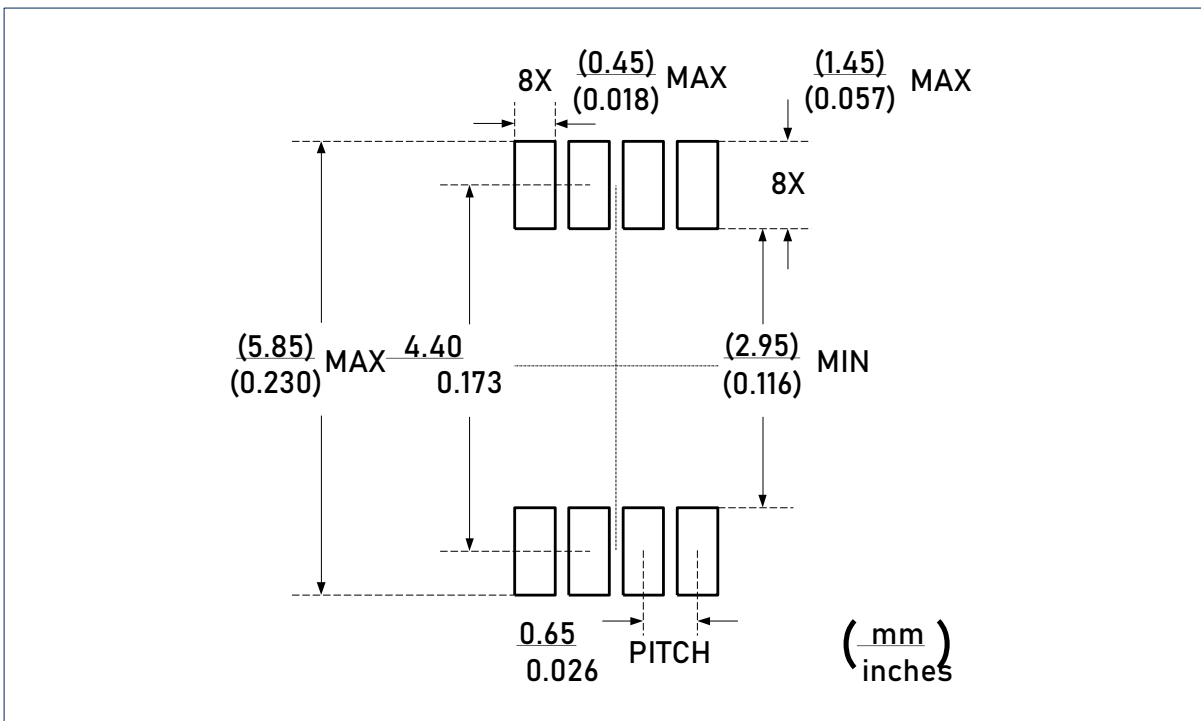 8X (0.45) MAX
(0.018)
(1.45) MAX
(0.057)
8X
(5.85) MAX
(0.230)
4.40
0.173
(2.95) MIN
(0.116)
0.65
0.026
PITCH
(mm
inches)